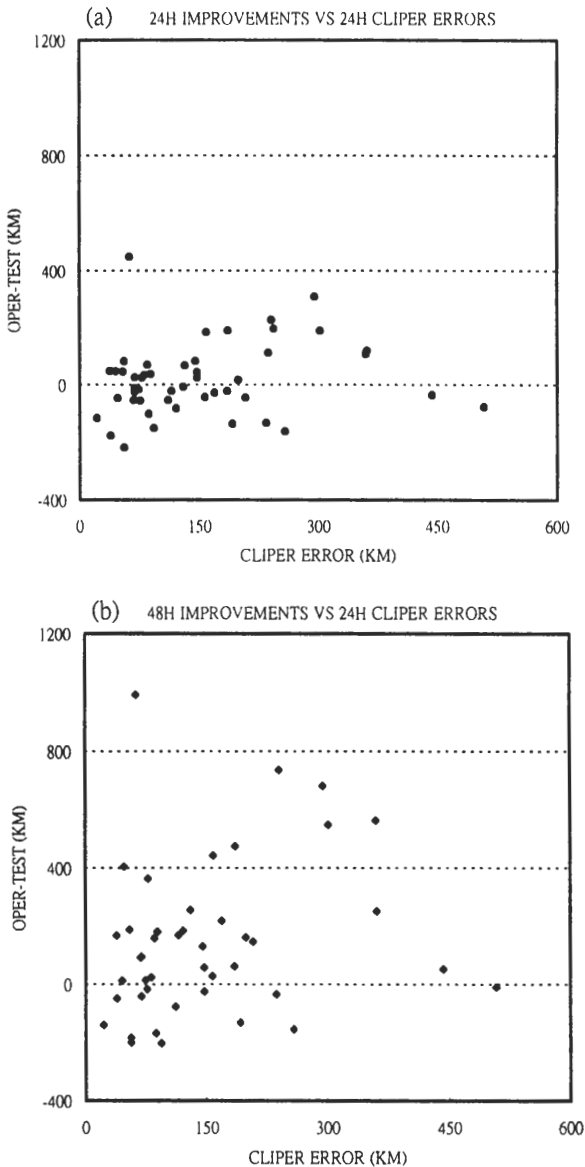 (a) 24H IMPROVEMENTS VS 24H CLIPER ERRORS
1200
800
400
0
-400
OPER-TEST (KM)
0 150 300 450 600
CLIPER ERROR (KM)
(b) 48H IMPROVEMENTS VS 24H CLIPER ERRORS
1200
800
400
0
-400
OPER-TEST (KM)
0 150 300 450 600
CLIPER ERROR (KM)